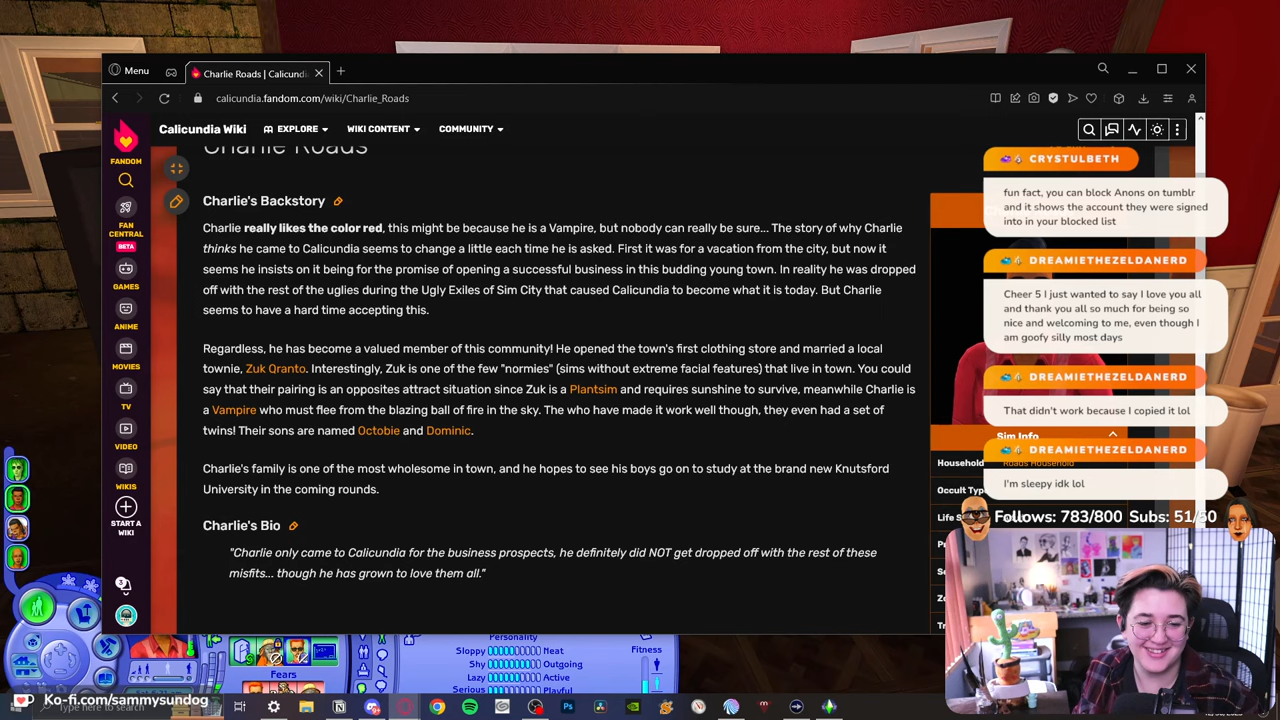 Menu
Charlie Roads | Calicundi
calicundia.fandom.com/wiki/Charlie_Roads
Calicundia Wiki
EXPLORE
WIKI CONTENT
COMMUNITY
FANDOM
FAN CENTRAL
BETA
GAMES
ANIME
MOVIES
TV
VIDEO
WIKIS
START A WIKI
3
Charlie Roads
Charlie's Backstory
Charlie really likes the color red, this might be because he is a Vampire, but nobody can really be sure... The story of why Charlie
thinks he came to Calicundia seems to change a little each time he is asked. First it was for a vacation from the city, but now it
seems he insists on it being for the promise of opening a successful business in this budding young town. In reality he was dropped
off with the rest of the uglies during the Ugly Exiles of Sim City that caused Calicundia to become what it is today. But Charlie
seems to have a hard time accepting this.
Regardless, he has become a valued member of this community! He opened the town's first clothing store and married a local
townie, Zuk Qranto. Interestingly, Zuk is one of the few "normies" (sims without extreme facial features) that live in town. You could
say that their pairing is an opposites attract situation since Zuk is a Plantsim and requires sunshine to survive, meanwhile Charlie is
a Vampire who must flee from the blazing ball of fire in the sky. The who have made it work well though, they even had a set of
twins! Their sons are named Octobie and Dominic.
Charlie's family is one of the most wholesome in town, and he hopes to see his boys go on to study at the brand new Knutsford
University in the coming rounds.
Charlie's Bio
"Charlie only came to Calicundia for the business prospects, he definitely did NOT get dropped off with the rest of these
misfits... though he has grown to love them all."
Sim Info
Household
Roads Household
Occult Typ
Life S
CRYSTULBETH
fun fact, you can block Anons on tumblr
and it shows the account they were signed
into in your blocked list
DREAMIETHEZELDANERD
Cheer 5 I just wanted to say I love you all
and thank you all so much for being so
nice and welcoming to me, even though I
am goofy silly most days
DREAMIETHEZELDANERD
That didn't work because I copied it lol
DREAMIETHEZELDANERD
I'm sleepy idk lol
Follows: 783/800 Subs: 51/50
Fears
Personality
Sloppy Neat
Shy Outgoing
Lazy Active
Serious Playful
Fitness
Ko-fi.com/sammysundog
Type here to search